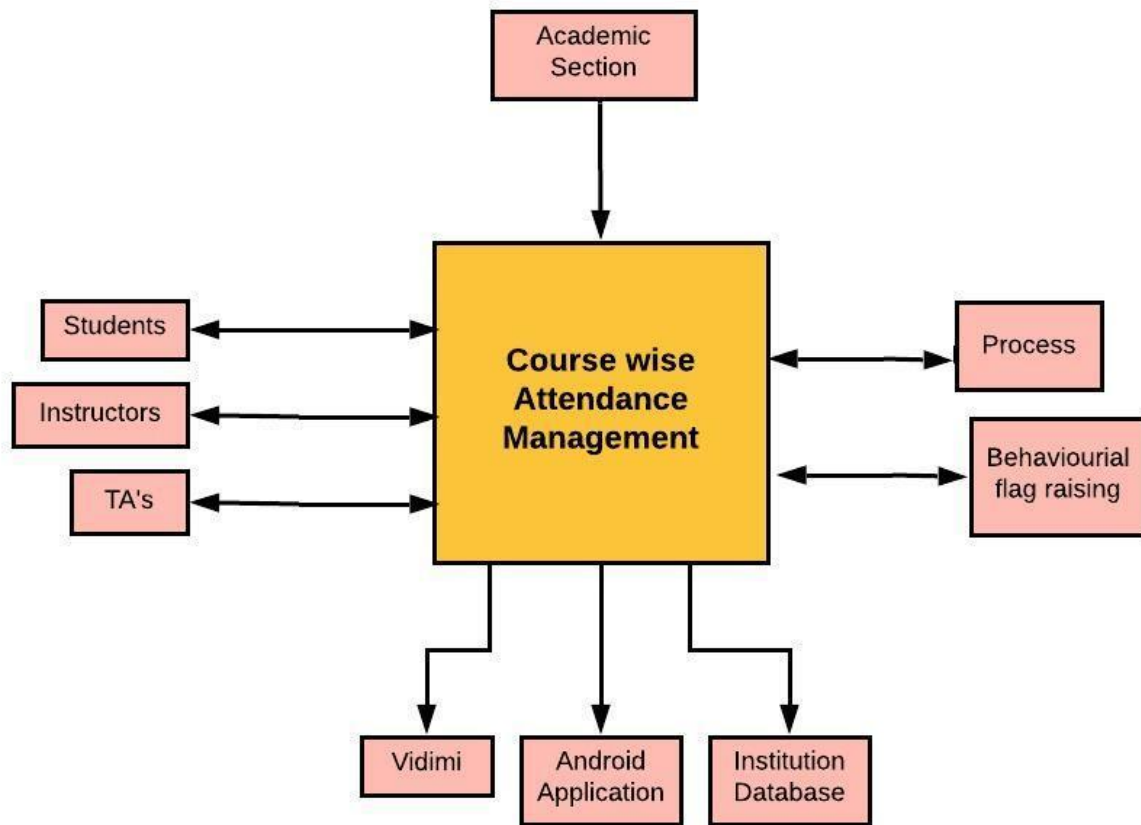 Academic
Section
Students
Instructors
TA's
Course wise
Attendance
Management
Process
Behaviourial
flag raising
Vidimi
Android
Application
Institution
Database